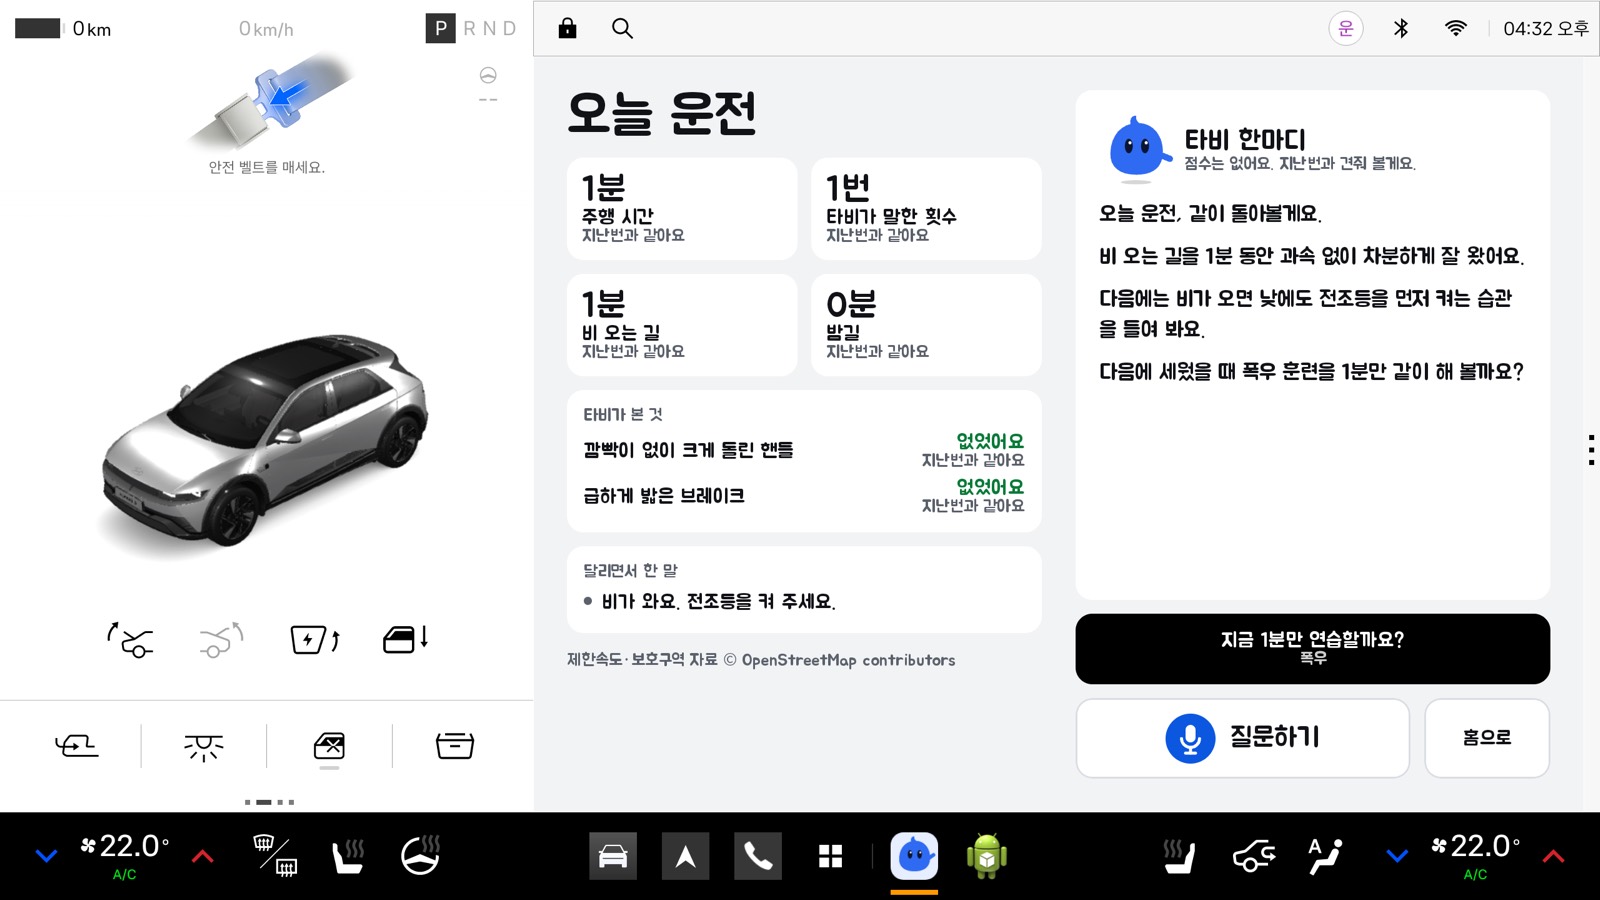 0 km
0 km/h
P R N D
--
안전 벨트를 매세요.
운
04:32 오후
오늘 운전
1분
주행 시간
지난번과 같아요
1번
타비가 말한 횟수
지난번과 같아요
1분
비 오는 길
지난번과 같아요
0분
밤길
지난번과 같아요
타비가 본 것
깜빡이 없이 크게 돌린 핸들
없었어요
지난번과 같아요
급하게 밟은 브레이크
없었어요
지난번과 같아요
달리면서 한 말
• 비가 와요. 전조등을 켜 주세요.
제한속도·보호구역 자료 © OpenStreetMap contributors
타비 한마디
점수는 없어요. 지난번과 견줘 볼게요.
오늘 운전, 같이 돌아볼게요.
비 오는 길을 1분 동안 과속 없이 차분하게 잘 왔어요.
다음에는 비가 오면 낮에도 전조등을 먼저 켜는 습관
을 들여 봐요.
다음에 세웠을 때 폭우 훈련을 1분만 같이 해 볼까요?
지금 1분만 연습할까요?
폭우
질문하기
홈으로
22.0°
A/C
A
22.0°
A/C